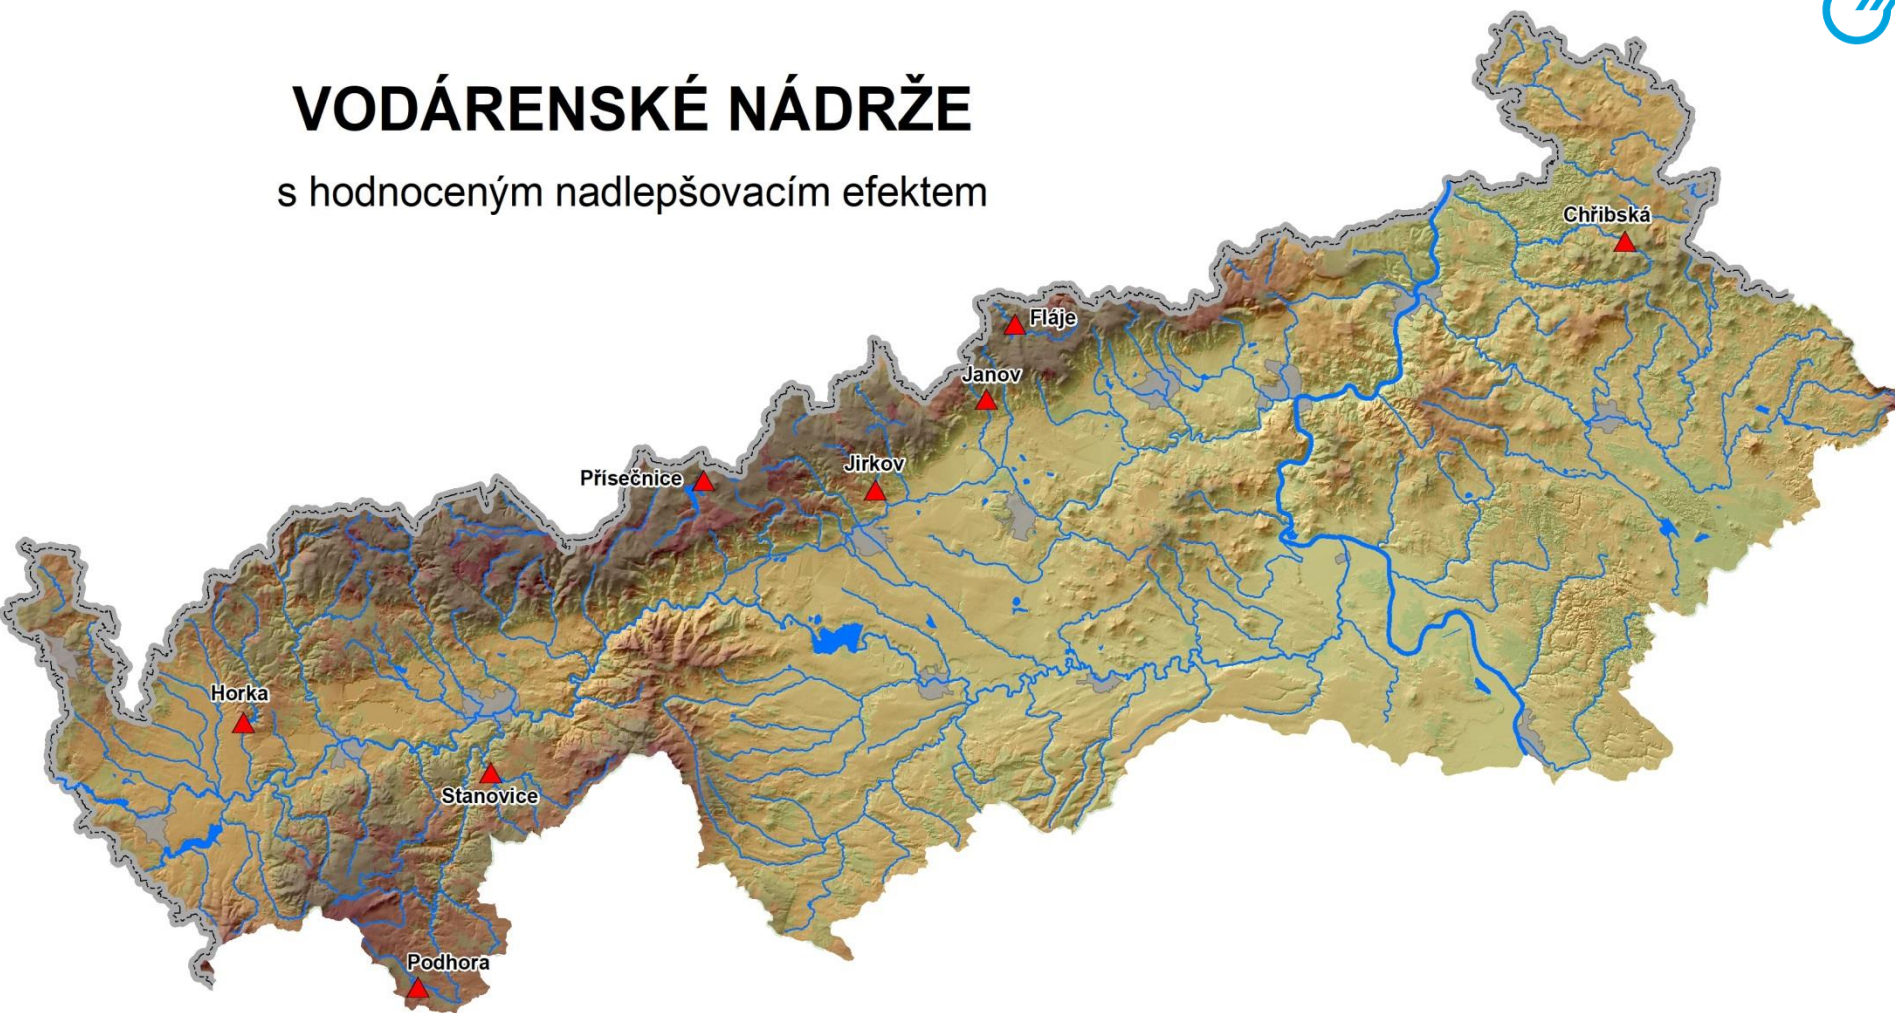 VODÁRENSKÉ NÁDRŽE
s hodnoceným nadlepšovacím efektem
Chřibská
Fláje
Janov
Jirkov
Přísečnice
Horka
Stanovice
Podhora